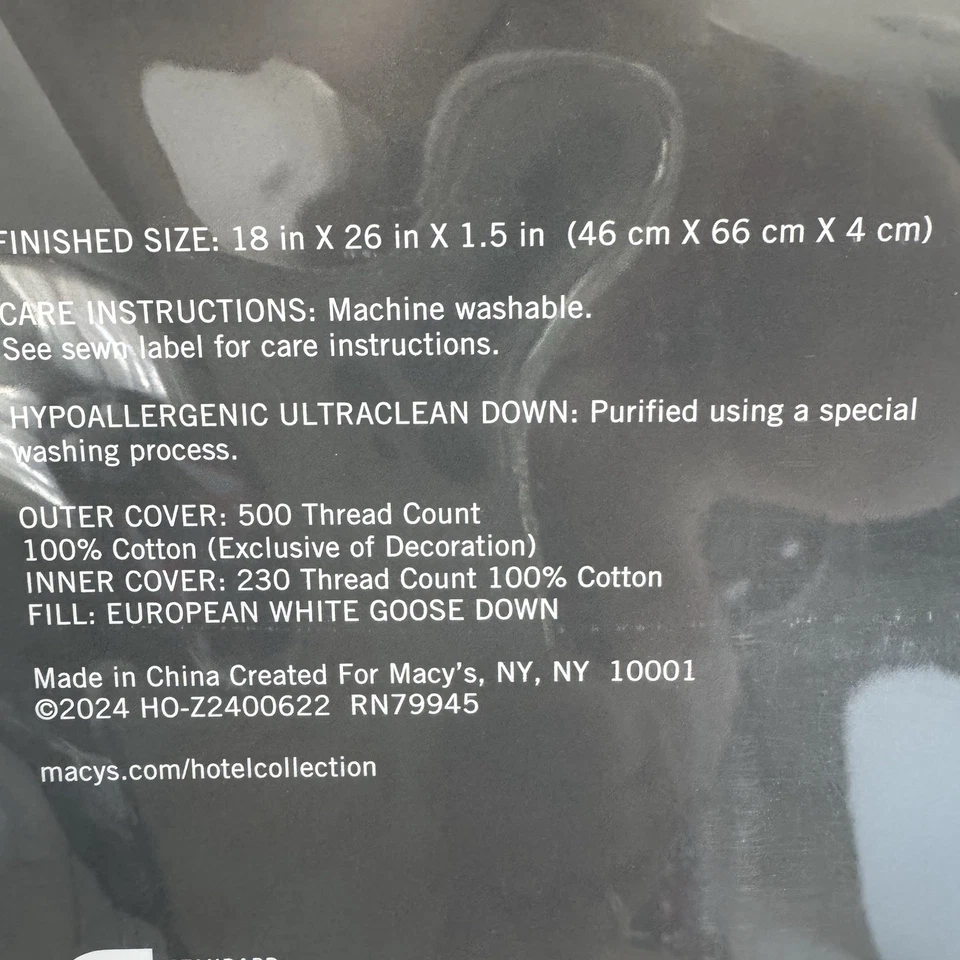 FINISHED SIZE: 18 in X 26 in X 1.5 in (46 cm X 66 cm X 4 cm)
CARE INSTRUCTIONS: Machine washable.
See sewn label for care instructions.
HYPOALLERGENIC ULTRACLEAN DOWN: Purified using a special
washing process.
OUTER COVER: 500 Thread Count
100% Cotton (Exclusive of Decoration)
INNER COVER: 230 Thread Count 100% Cotton
FILL: EUROPEAN WHITE GOOSE DOWN
Made in China Created For Macy's, NY, NY 10001
©2024 HO-Z2400622 RN79945
macys.com/hotelcollection